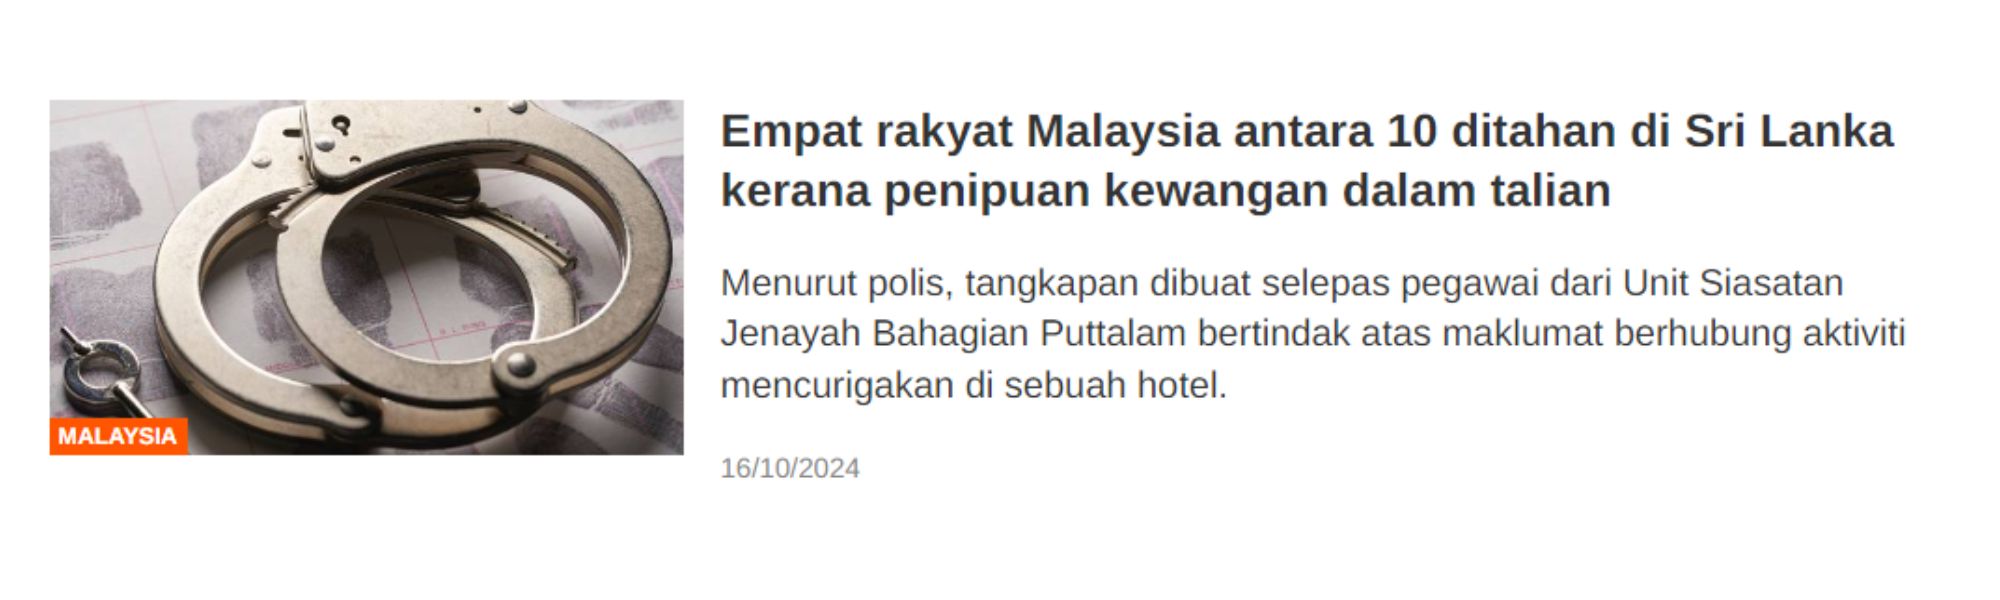 Empat rakyat Malaysia antara 10 ditahan di Sri Lanka
kerana penipuan kewangan dalam talian
Menurut polis, tangkapan dibuat selepas pegawai dari Unit Siasatan
Jenayah Bahagian Puttalam bertindak atas maklumat berhubung aktiviti
mencurigakan di sebuah hotel.
MALAYSIA
16/10/2024